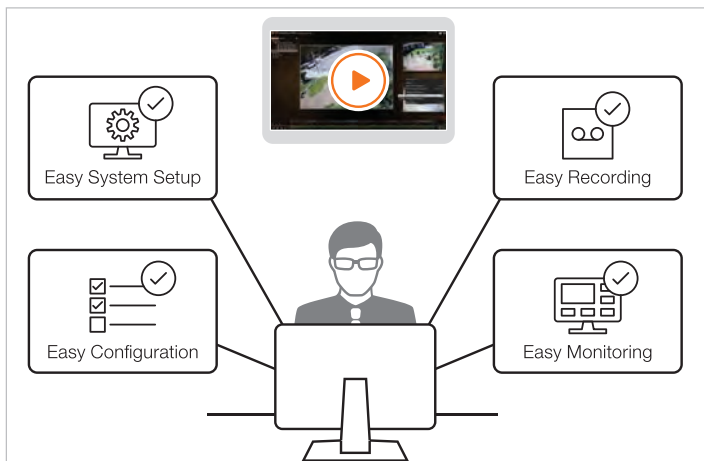 Easy System Setup
Easy Recording
Easy Configuration
Easy Monitoring